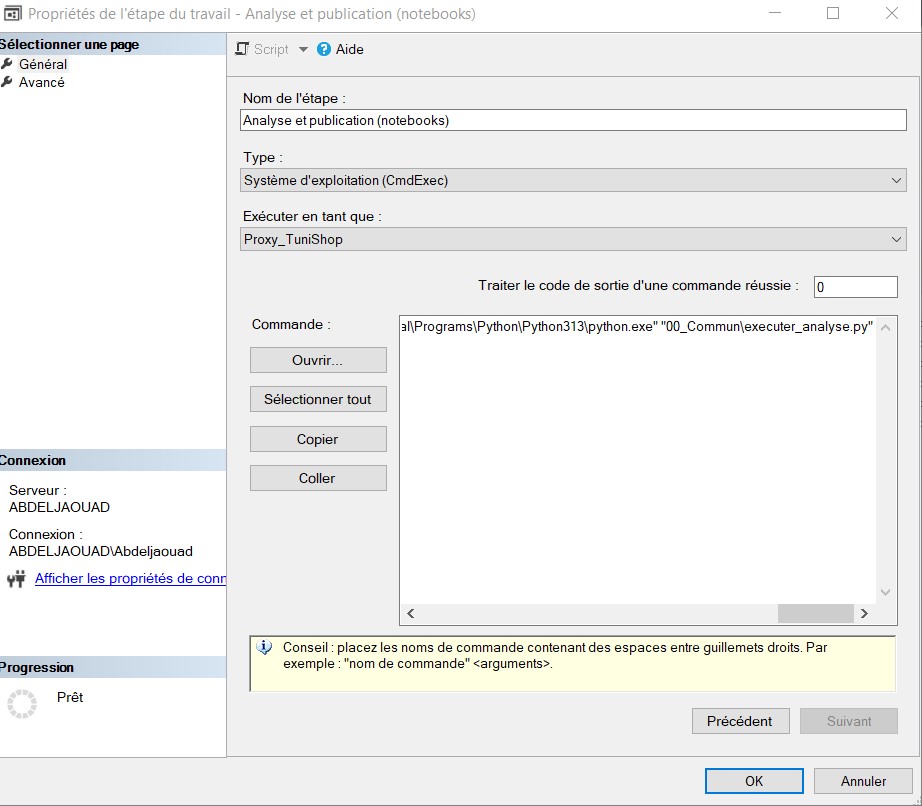 Propriétés de l'étape du travail - Analyse et publication (notebooks)
Sélectionner une page
Général
Avancé
Script
Aide
Nom de l'étape :
Analyse et publication (notebooks)
Type :
Système d'exploitation (CmdExec)
Exécuter en tant que :
Proxy_TuniShop
Traiter le code de sortie d'une commande réussie :
0
Commande :
al\Programs\Python\Python313\python.exe" "00_Commun\executer_analyse.py"
Ouvrir...
Sélectionner tout
Copier
Coller
Connexion
Serveur :
ABDELJAOUAD
Connexion :
ABDELJAOUAD\Abdeljaouad
Afficher les propriétés de conn
Progression
Prêt
Conseil : placez les noms de commande contenant des espaces entre guillemets droits. Par
exemple : "nom de commande" <arguments>.
Précédent
Suivant
OK
Annuler